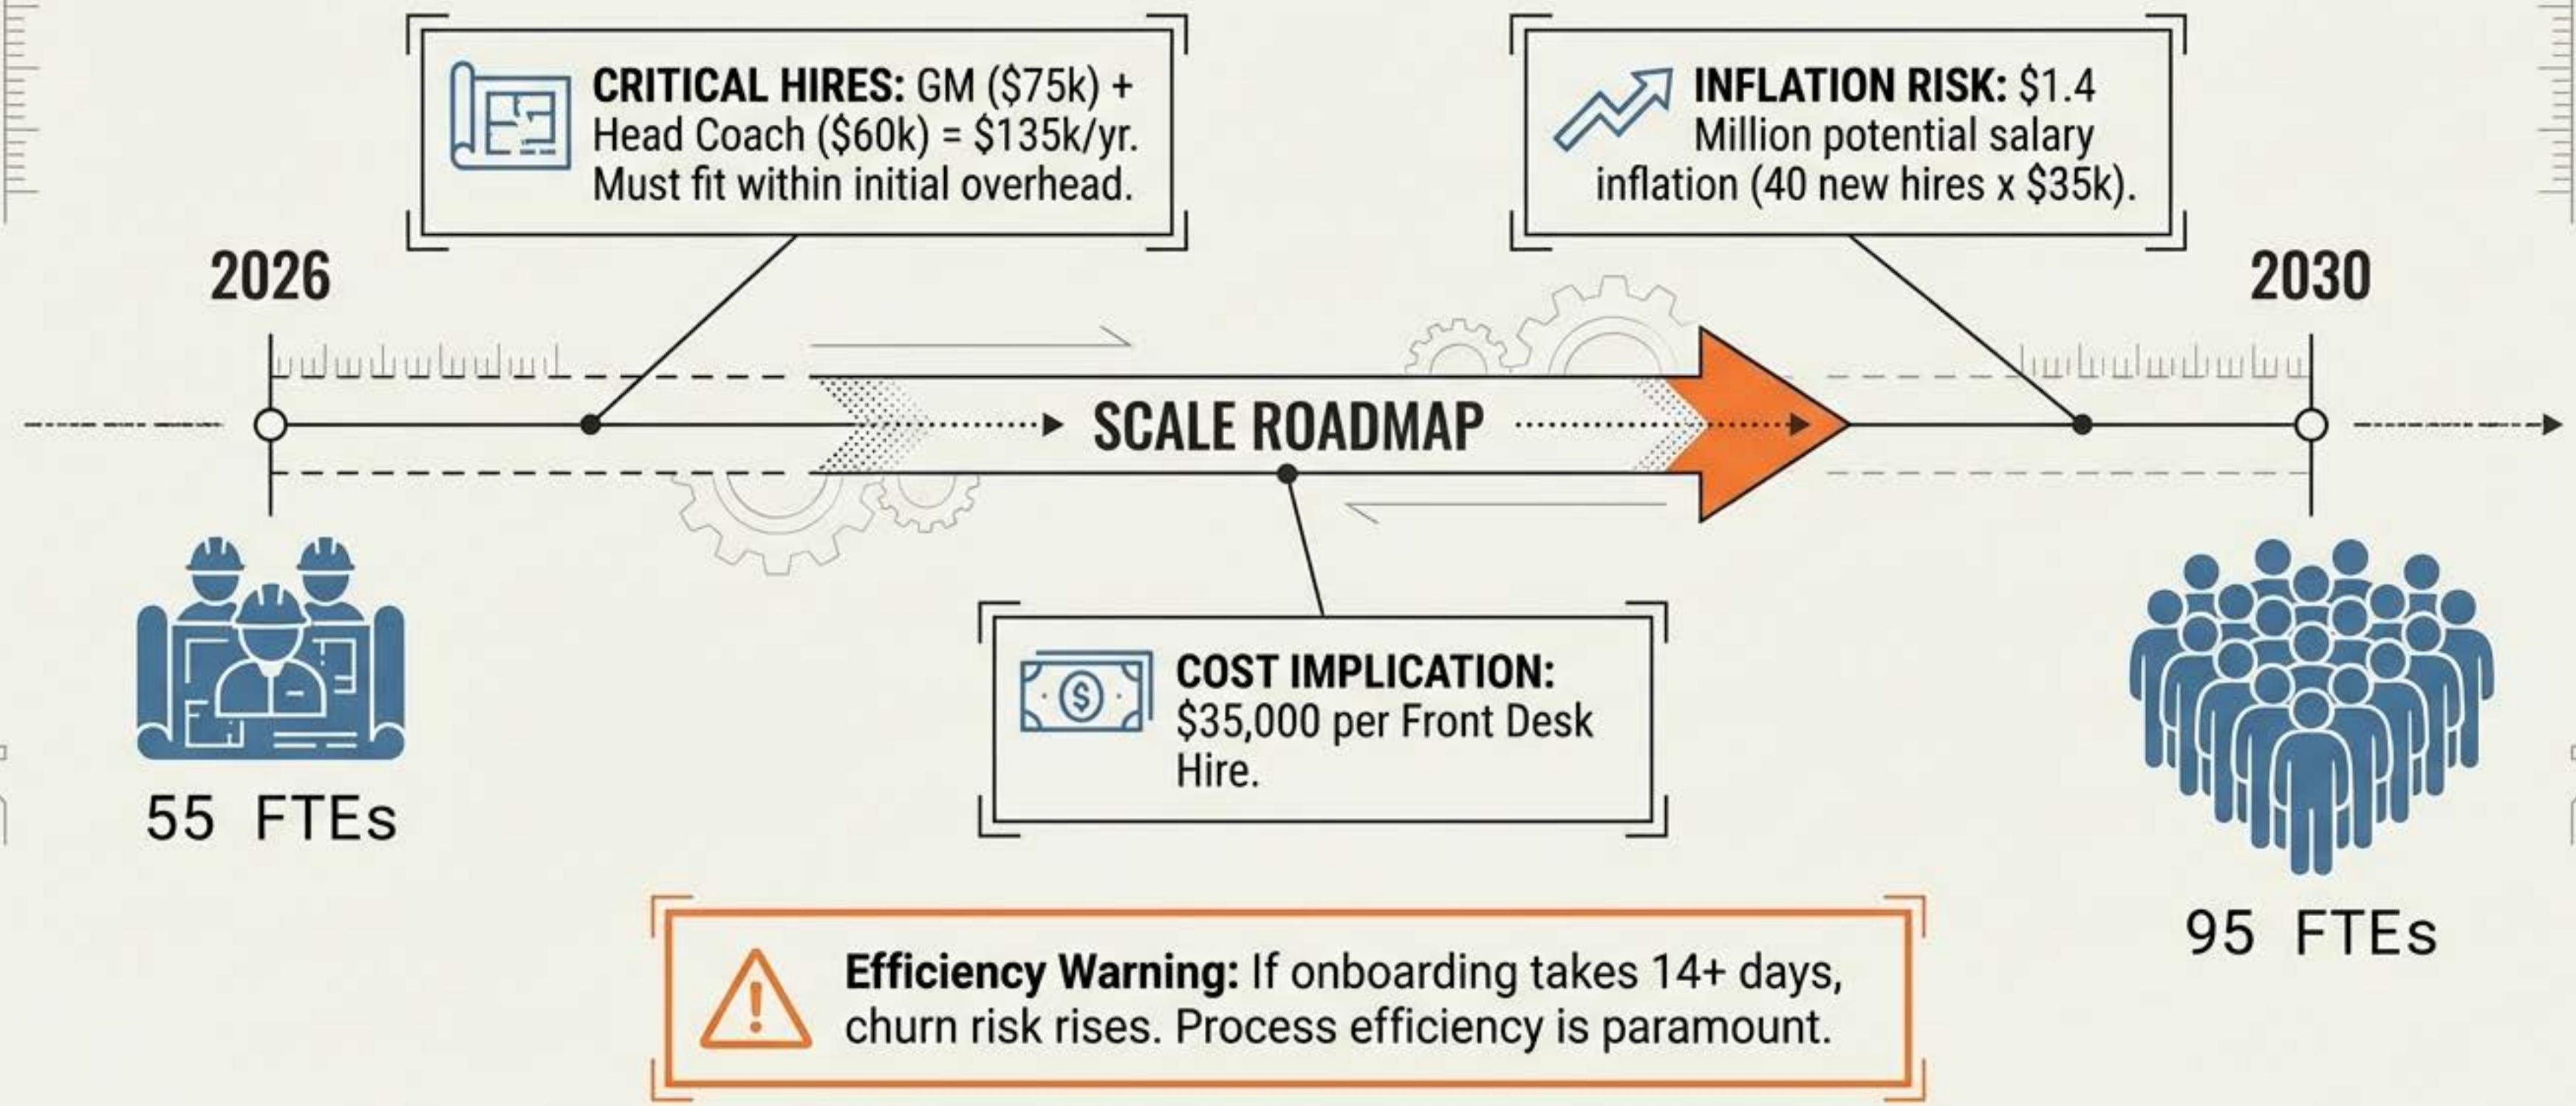 CRITICAL HIRES: GM ($75k) +
Head Coach ($60k) = $135k/yr.
Must fit within initial overhead.
INFLATION RISK: $1.4
Million potential salary
inflation (40 new hires x $35k).
2026
2030
SCALE ROADMAP
COST IMPLICATION:
$35,000 per Front Desk
Hire.
55 FTEs
95 FTEs
Efficiency Warning: If onboarding takes 14+ days,
churn risk rises. Process efficiency is paramount.